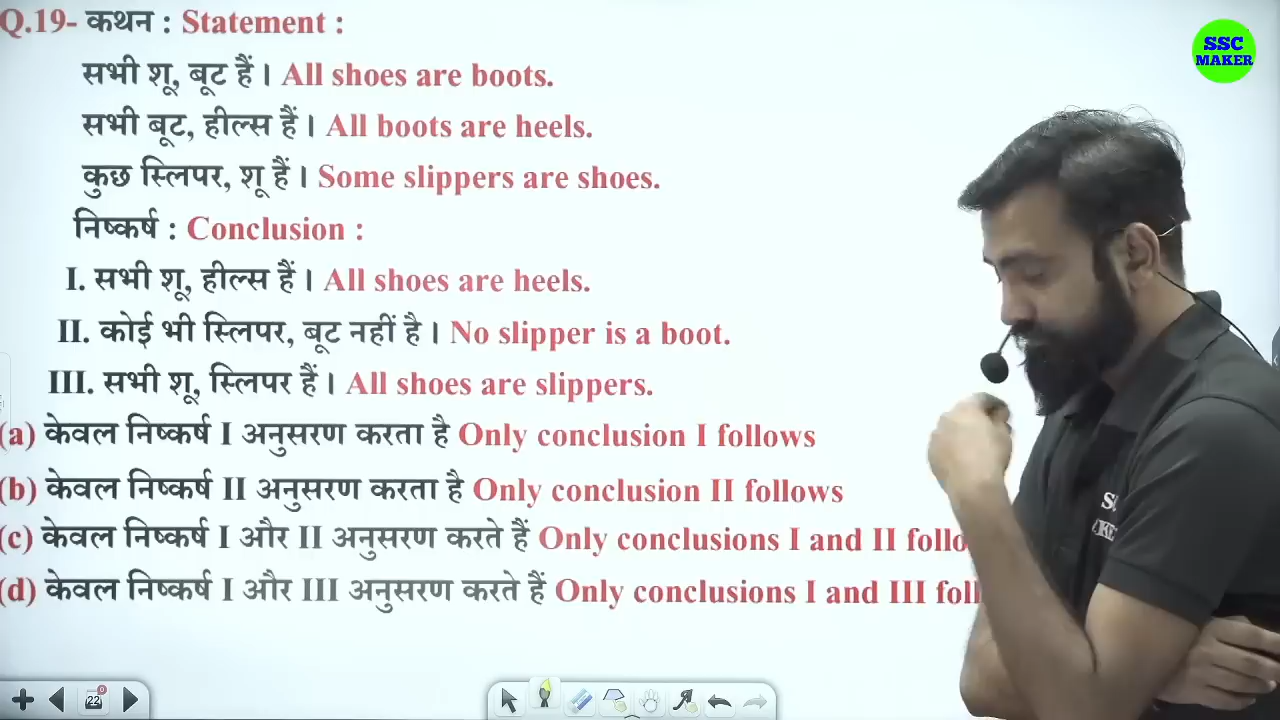 Q.19- कथन : Statement :
SSC
MAKER
सभी शू, बूट हैं। All shoes are boots.
सभी बूट, हील्स हैं। All boots are heels.
कुछ स्लिपर, शू हैं। Some slippers are shoes.
निष्कर्ष : Conclusion :
I. सभी शू, हील्स हैं। All shoes are heels.
II. कोई भी स्लिपर, बूट नहीं है। No slipper is a boot.
III. सभी शू, स्लिपर हैं। All shoes are slippers.
(a) केवल निष्कर्ष I अनुसरण करता है Only conclusion I follows
(b) केवल निष्कर्ष II अनुसरण करता है Only conclusion II follows
(c) केवल निष्कर्ष I और II अनुसरण करते हैं Only conclusions I and II
(d) केवल निष्कर्ष I और III अनुसरण करते हैं Only conclusions I and III
22